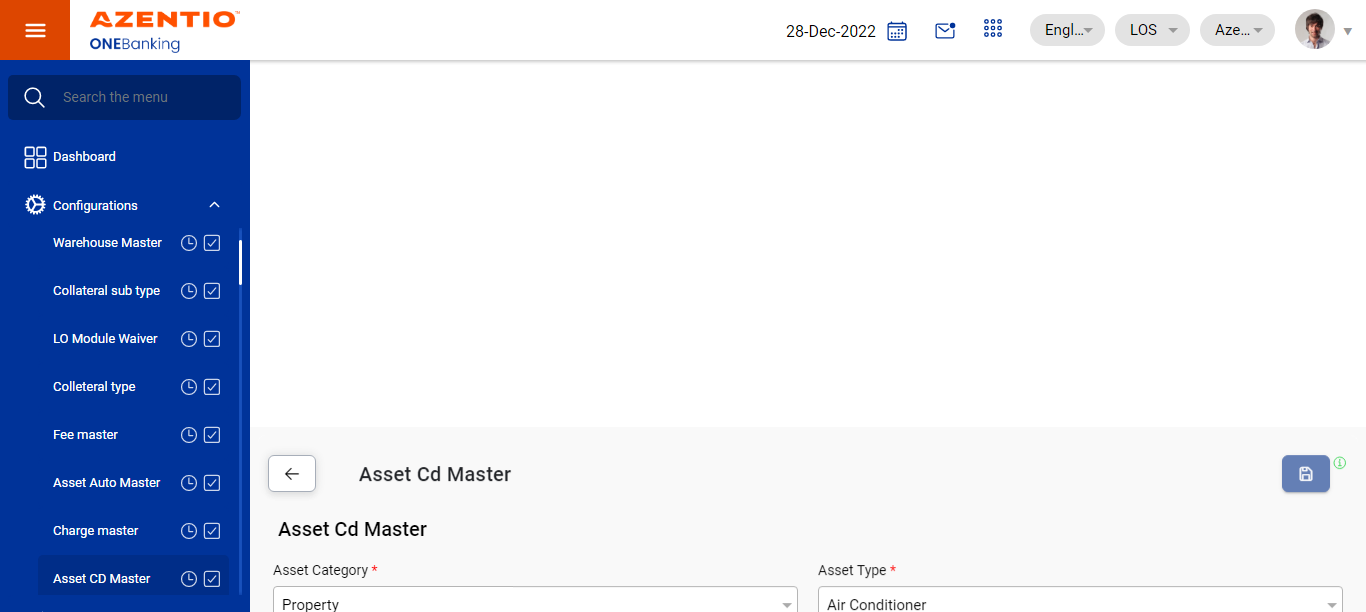 AZENTIO
ONEBanking
28-Dec-2022
Engl...
LOS
Aze...
Search the menu
Dashboard
Configurations
Warehouse Master
Collateral sub type
LO Module Waiver
Colleteral type
Fee master
Asset Auto Master
Charge master
Asset CD Master
Asset Cd Master
Asset Cd Master
Asset Category *
Asset Type *
Property
Air Conditioner